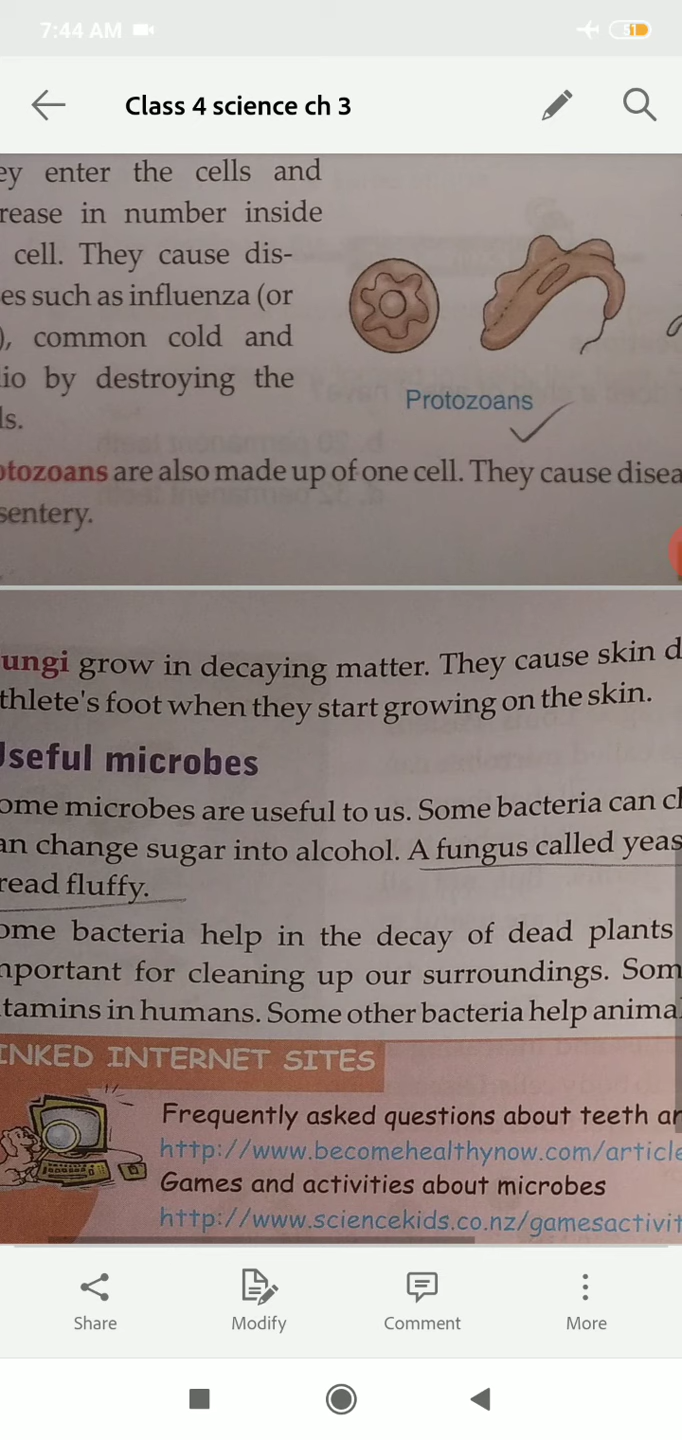 7:44 AM
51
Class 4 science ch 3
ey enter the cells and
rease in number inside
cell. They cause dis-
es such as influenza (or
), common cold and
io by destroying the
ls.
Protozoans
otozoans are also made up of one cell. They cause disea
sentery.
ungi grow in decaying matter. They cause skin d
thlete's foot when they start growing on the skin.
Useful microbes
ome microbes are useful to us. Some bacteria can ch
an change sugar into alcohol. A fungus called yeas
read fluffy.
ome bacteria help in the decay of dead plants
mportant for cleaning up our surroundings. Som
itamins in humans. Some other bacteria help anima
INKED INTERNET SITES
Frequently asked questions about teeth an
http://www.becomehealthynow.com/article
Games and activities about microbes
http://www.sciencekids.co.nz/gamesactivit
Share
Modify
Comment
More